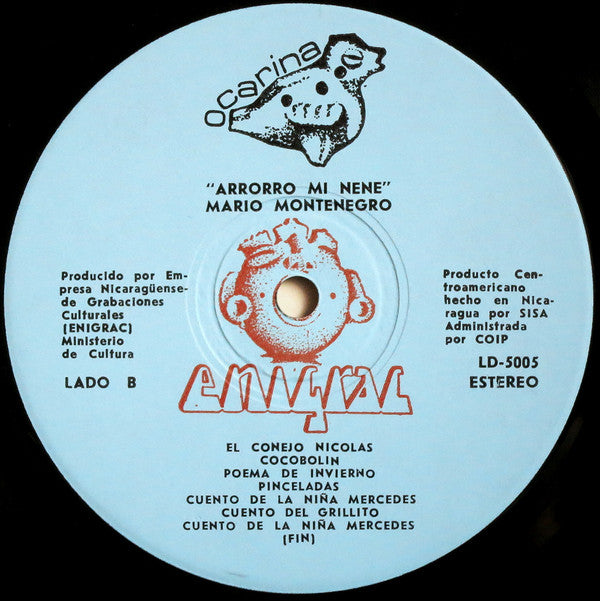 ocarina
"ARRORRO MI NENE"
MARIO MONTENEGRO
Producido por Em-
presa Nicaragüense-
de Grabaciones
Culturales
(ENIGRAC)
Ministerio
de Cultura
LADO B
Producto Cen-
troamericano
hecho en Nica-
ragua por SISA
Administrada
por COIP
LD-5005
ESTEREO
enigrac
EL CONEJO NICOLAS
COCOBOLIN
POEMA DE INVIERNO
PINCELADAS
CUENTO DE LA NIÑA MERCEDES
CUENTO DEL GRILLITO
CUENTO DE LA NIÑA MERCEDES
(FIN)